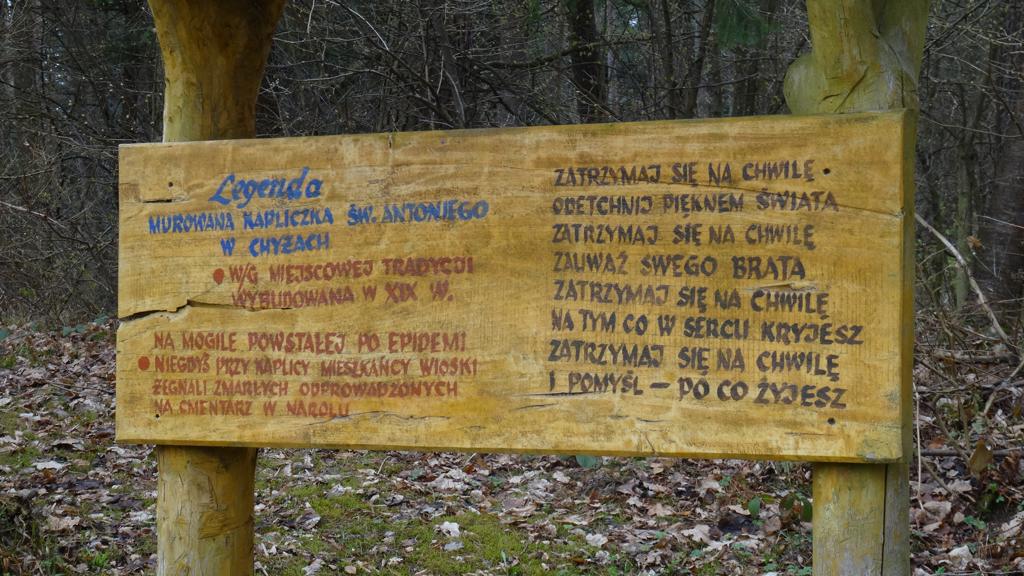 Legenda
MUROWANA KAPLICZKA ŚW. ANTONIEGO
W CHYŻACH
• W/G MIEJSCOWEJ TRADYCJI
WYBUDOWANA W XIX W.
NA MOGILE POWSTAŁEJ PO EPIDEMI
• NIEGDYŚ PRZY KAPLICY MIESZKAŃCY WIOSKI
ŻEGNALI ZMARŁYCH ODPROWADZONYCH
NA CMENTARZ W NAROLU
ZATRZYMAJ SIĘ NA CHWILĘ
ODETCHNIJ PIĘKNEM ŚWIATA
ZATRZYMAJ SIĘ NA CHWILĘ
ZAUWAŻ SWEGO BRATA
ZATRZYMAJ SIĘ NA CHWILĘ
NA TYM CO W SERCU KRYJESZ
ZATRZYMAJ SIĘ NA CHWILĘ
I POMYŚL – PO CO ŻYJESZ